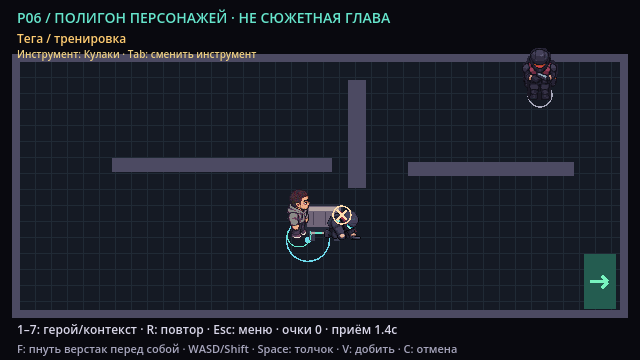 P06 / ПОЛИГОН ПЕРСОНАЖЕЙ · НЕ СЮЖЕТНАЯ ГЛАВА
Тега / тренировка
Инструмент: Кулаки · Tab: сменить инструмент
1–7: герой/контекст · R: повтор · Esc: меню · очки 0 · приём 1.4с
F: пнуть верстак перед собой · WASD/Shift · Space: толчок · V: добить · C: отмена